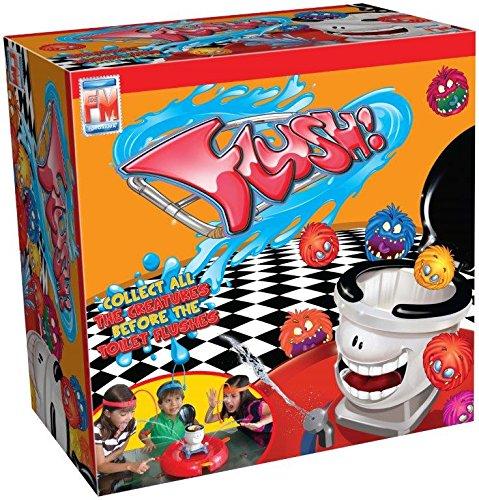 FM
FLUSH!
COLLECT ALL
THE CREATURES
BEFORE THE
TOILET FLUSHES